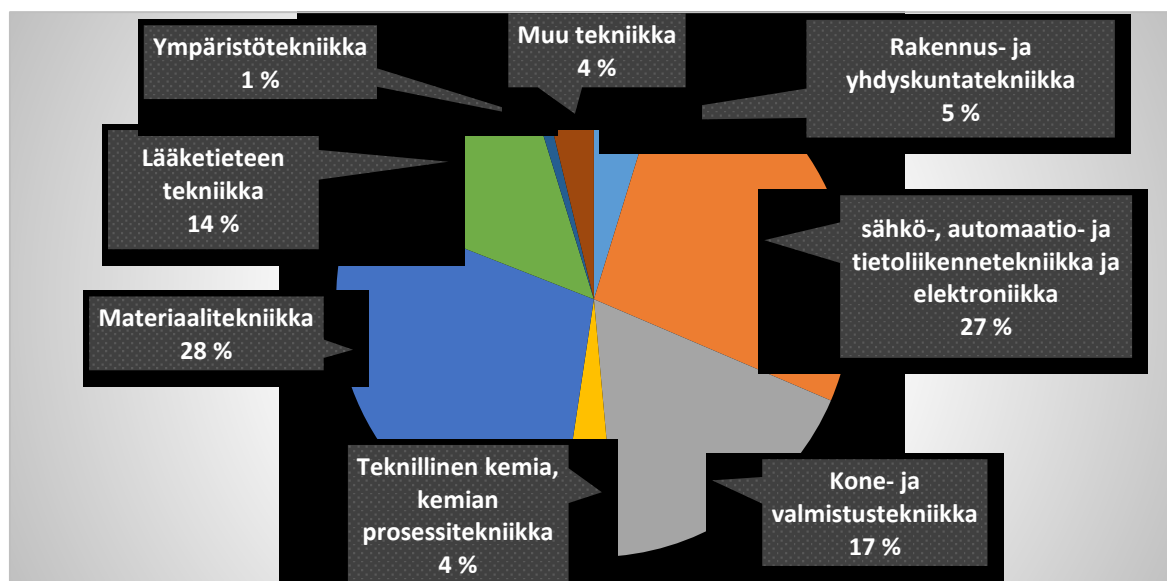 Ympäristötekniikka
1 %
Muu tekniikka
4 %
Rakennus- ja
yhdyskuntatekniikka
5 %
Lååketieteen
tekniikka
14 %
sähkö-, automaatio- ja
tietoliikennetekniikka ja
elektroniikka
27 %
Materiaalitekniikka
28 %
Teknillinen kemia,
kemian
prosessitekniikka
4 %
Kone- ja
valmistustekniikka
17 %